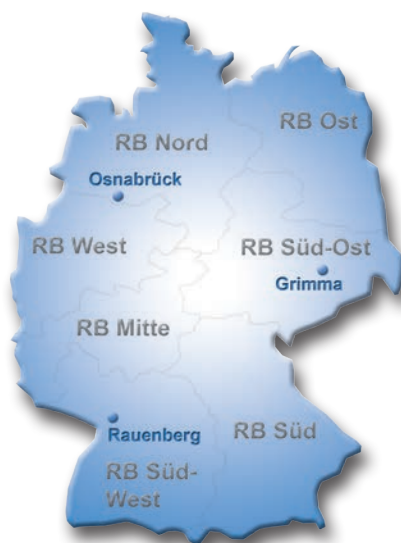 RB Ost
RB Nord
Osnabrück
RB West
RB Süd-Ost
Grimma
RB Mitte
Rauenberg
RB Süd
RB Süd-
West